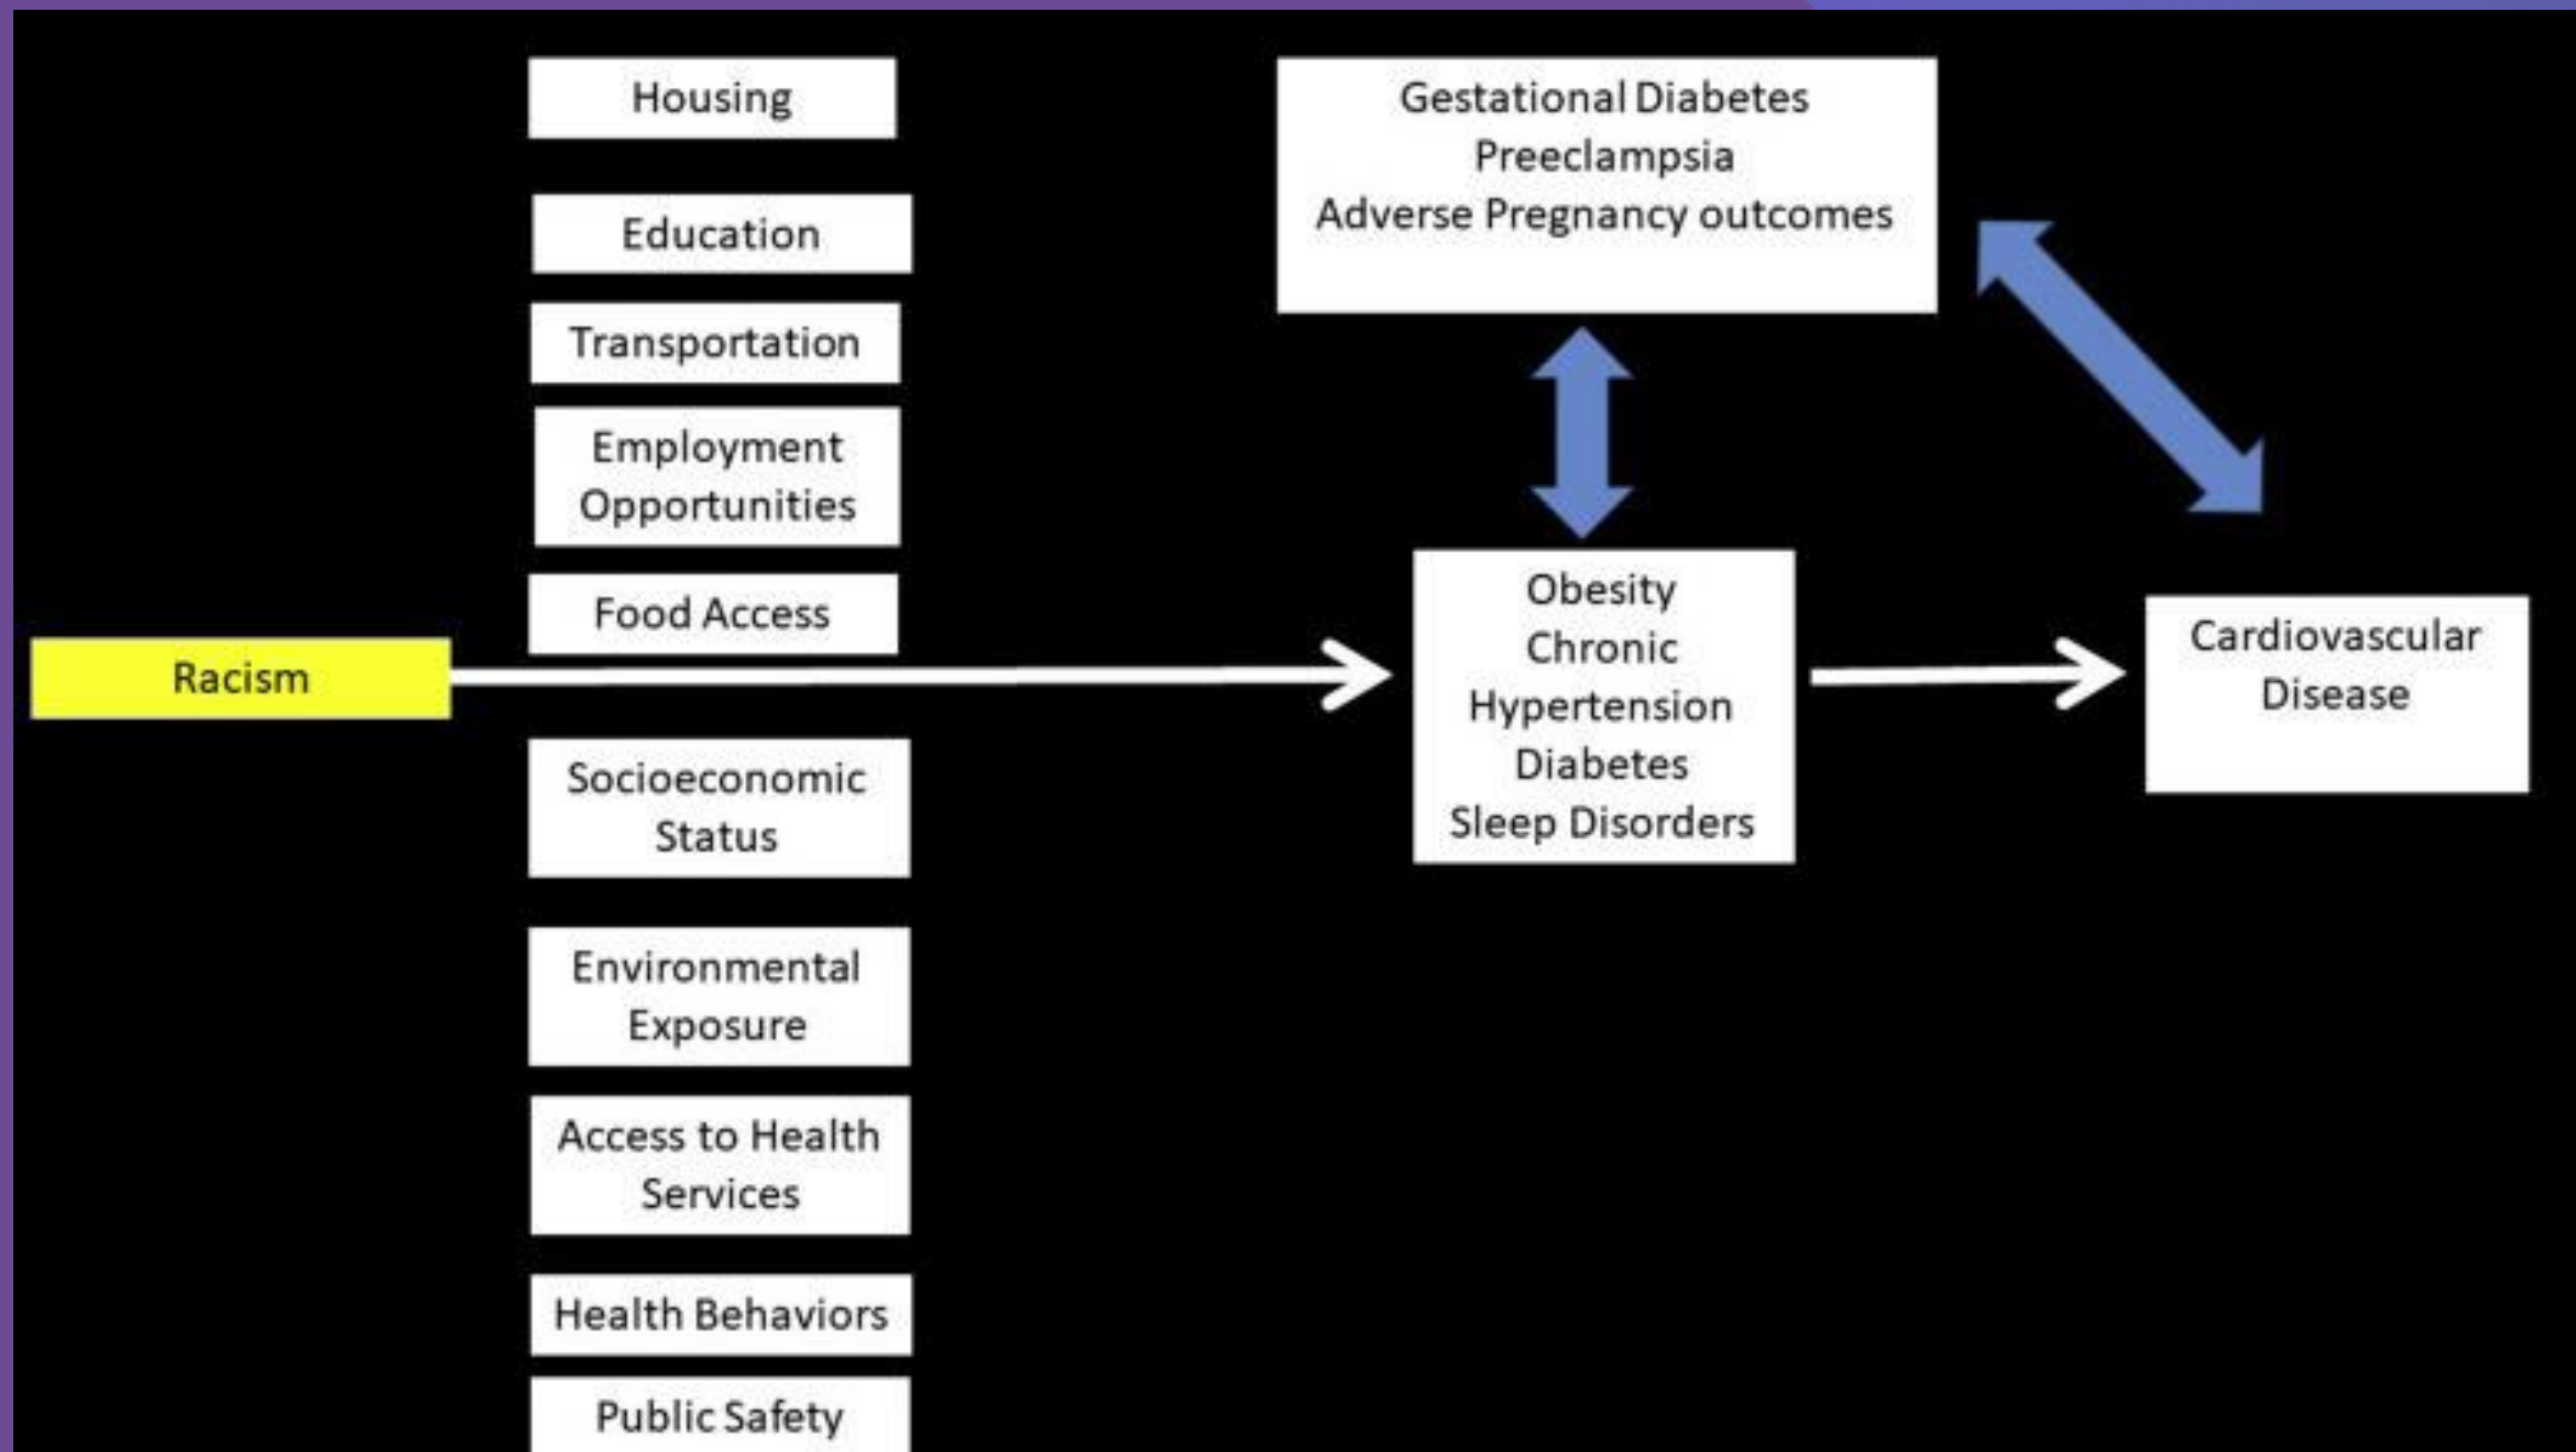 Housing
Education
Transportation
Employment
Opportunities
Food Access
Racism
Socioeconomic
Status
Environmental
Exposure
Access to Health
Services
Health Behaviors
Public Safety
Gestational Diabetes
Preeclampsia
Adverse Pregnancy outcomes
Obesity
Chronic
Hypertension
Diabetes
Sleep Disorders
Cardiovascular
Disease